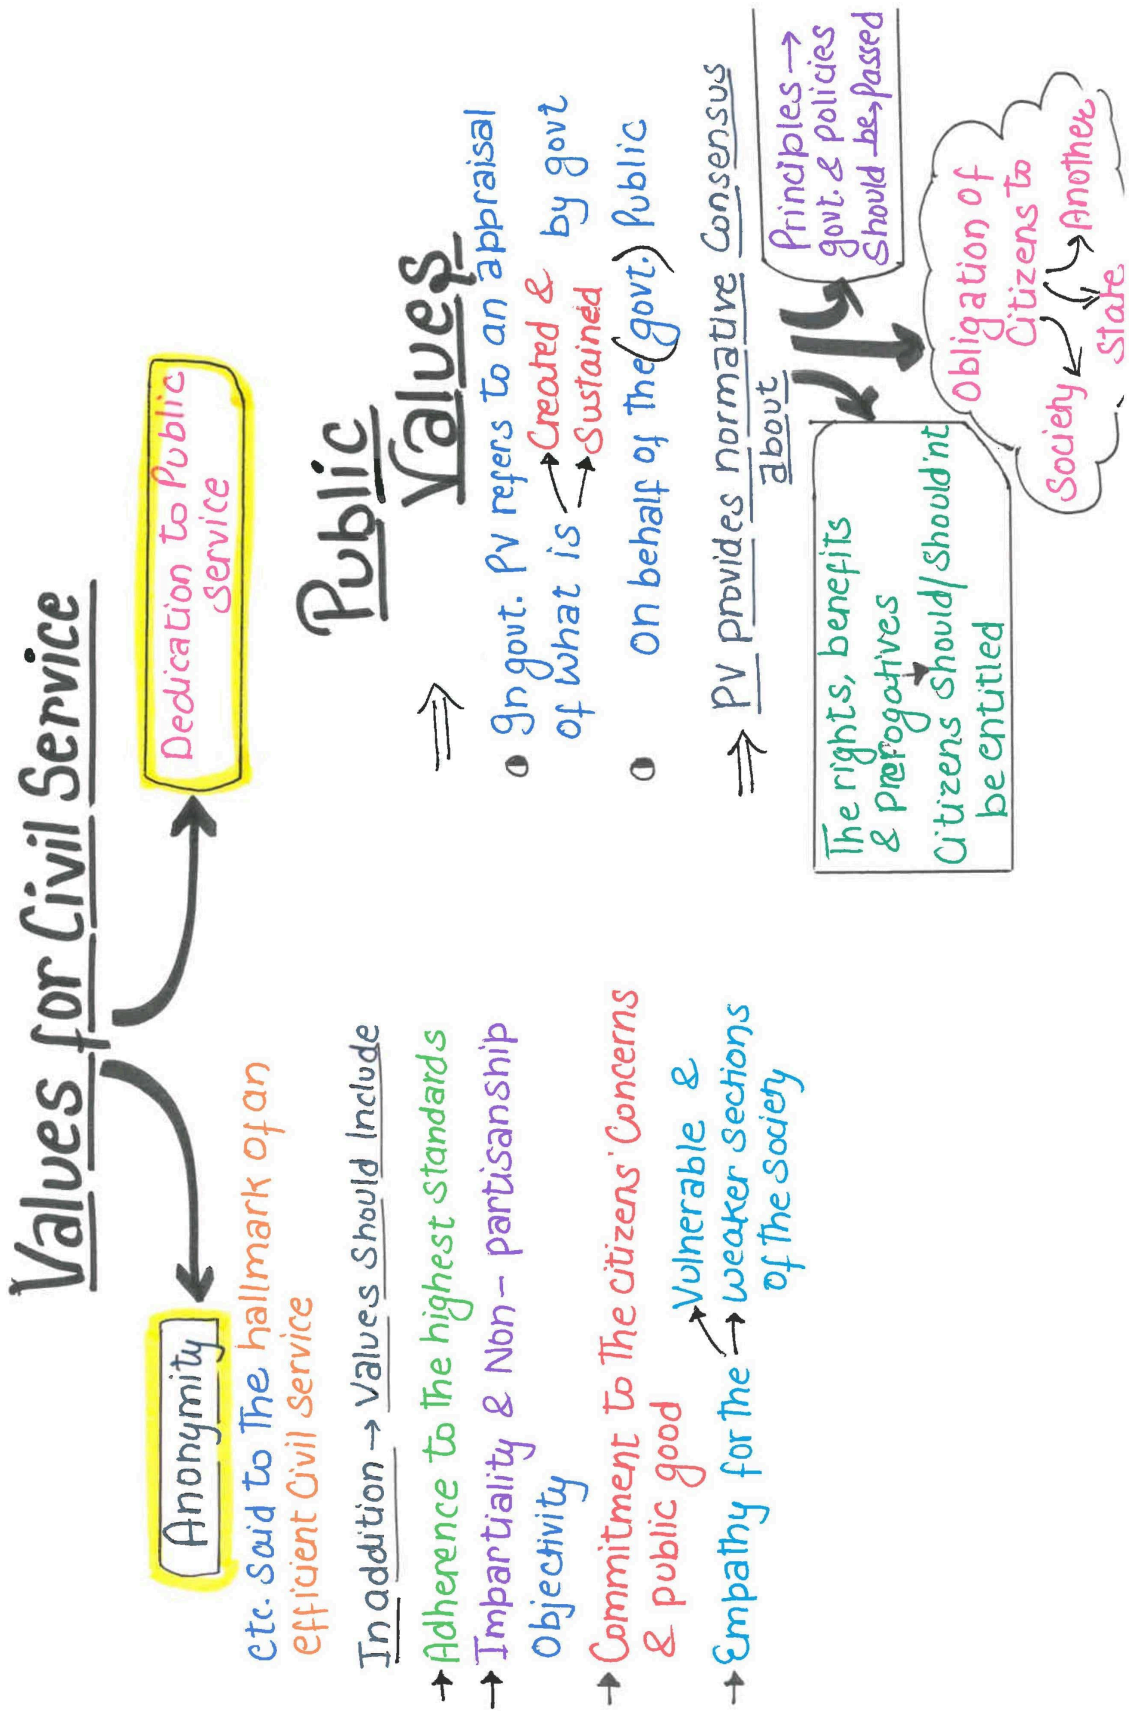 Values for Civil Service
Anonymity
etc. said to The hallmark of an
efficient Civil Service
In addition → Values Should Include
→ Adherence to The highest standards
→ Impartiality & Non-partisanship
Objectivity
→ Commitment to The citizens' Concerns
& public good
→ Empathy for The → Vulnerable &
→ weaker sections
of The Society
Dedication to Public
Service
Public
Values
⇒
In govt. PV refers to an appraisal
of what is → Created & by govt
→ Sustained
On behalf of The (govt.) Public
⇒ PV provides normative Consensus
about
The rights, benefits
& prerogatives
Citizens should/should'nt
be entitled
Obligation of
Citizens to
Society
State
Another
Principles →
govt. & policies
Should be, passed